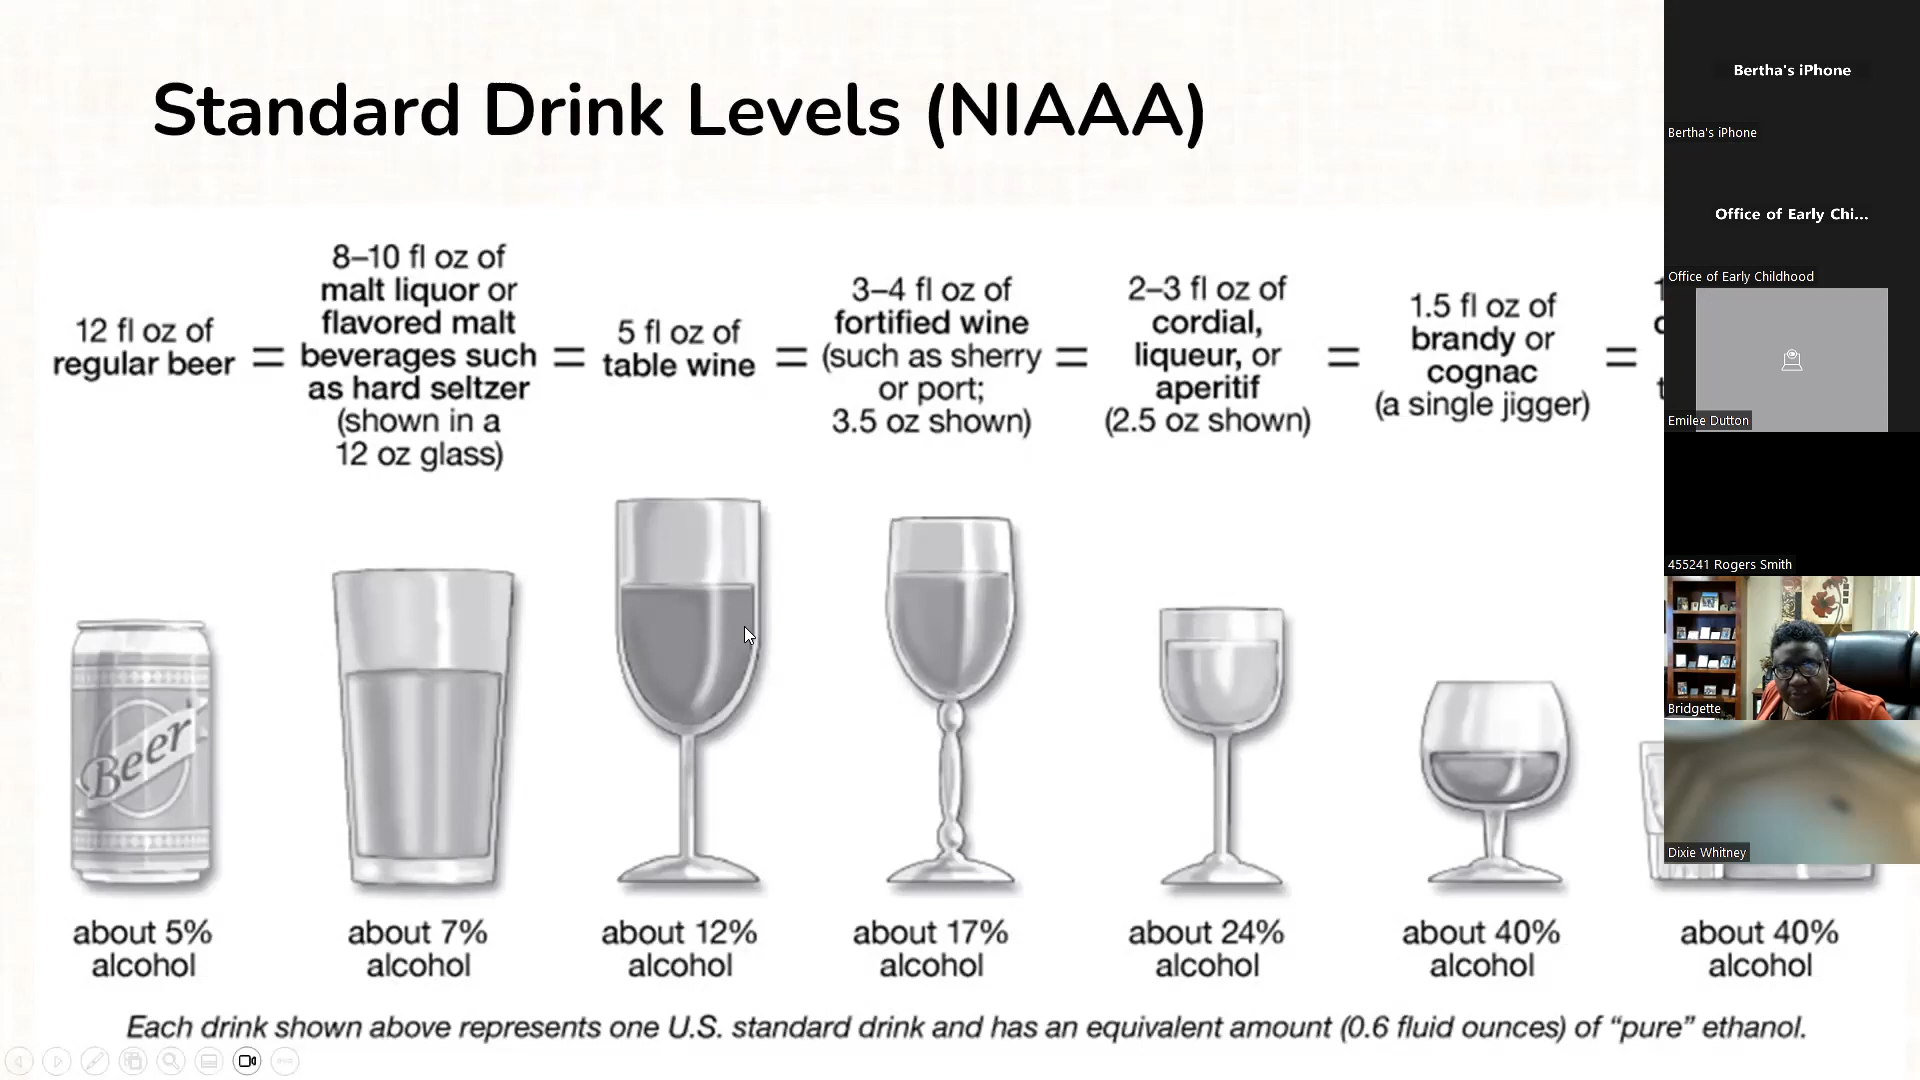 Standard Drink Levels (NIAAA)
12 fl oz of
regular beer
=
8–10 fl oz of
malt liquor or
flavored malt
beverages such
as hard seltzer
(shown in a
12 oz glass)
=
5 fl oz of
table wine
=
3–4 fl oz of
fortified wine
(such as sherry
or port;
3.5 oz shown)
=
2–3 fl oz of
cordial,
liqueur, or
aperitif
(2.5 oz shown)
=
1.5 fl oz of
brandy or
cognac
(a single jigger)
=
Beer
about 5%
alcohol
about 7%
alcohol
about 12%
alcohol
about 17%
alcohol
about 24%
alcohol
about 40%
alcohol
about 40%
alcohol
Each drink shown above represents one U.S. standard drink and has an equivalent amount (0.6 fluid ounces) of “pure” ethanol.
Bertha's iPhone
Bertha's iPhone
Office of Early Chi...
Office of Early Childhood
Emilee Dutton
455241 Rogers Smith
Bridgette
Dixie Whitney